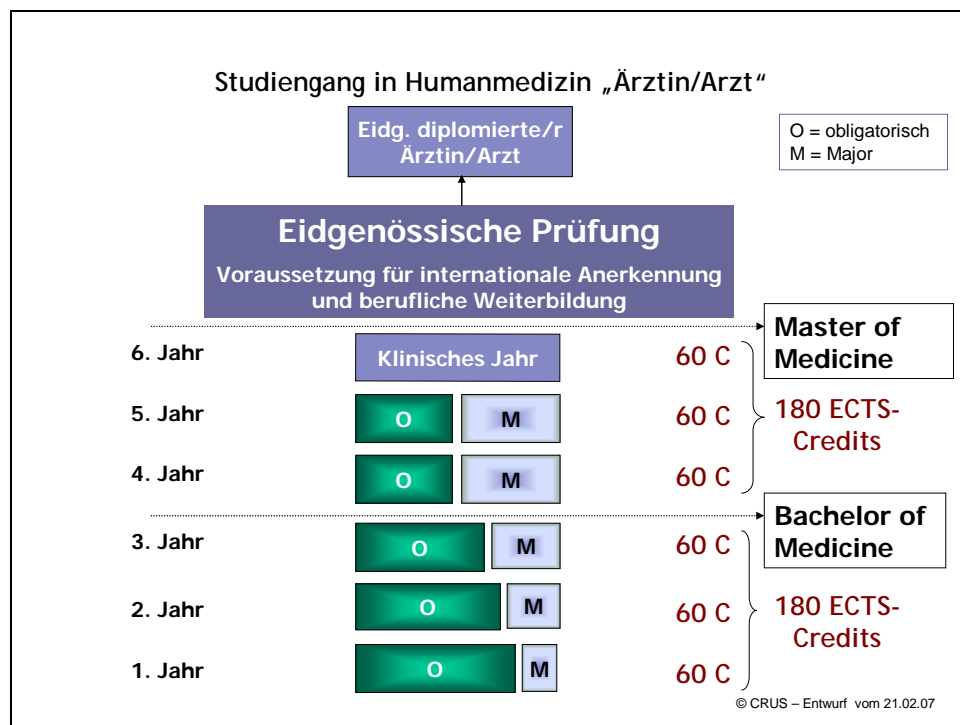 Studiengang in Humanmedizin „Ärztin/Arzt“
Eidg. diplomierte/r
Ärztin/Arzt
O = obligatorisch
M = Major
Eidgenössische Prüfung
Voraussetzung für internationale Anerkennung
und berufliche Weiterbildung
Master of
Medicine
6. Jahr Klinisches Jahr 60 C
5. Jahr O M 60 C
180 ECTS-
Credits
4. Jahr O M 60 C
Bachelor of
Medicine
3. Jahr O M 60 C
2. Jahr O M 60 C
180 ECTS-
Credits
1. Jahr O M 60 C
© CRUS – Entwurf vom 21.02.07